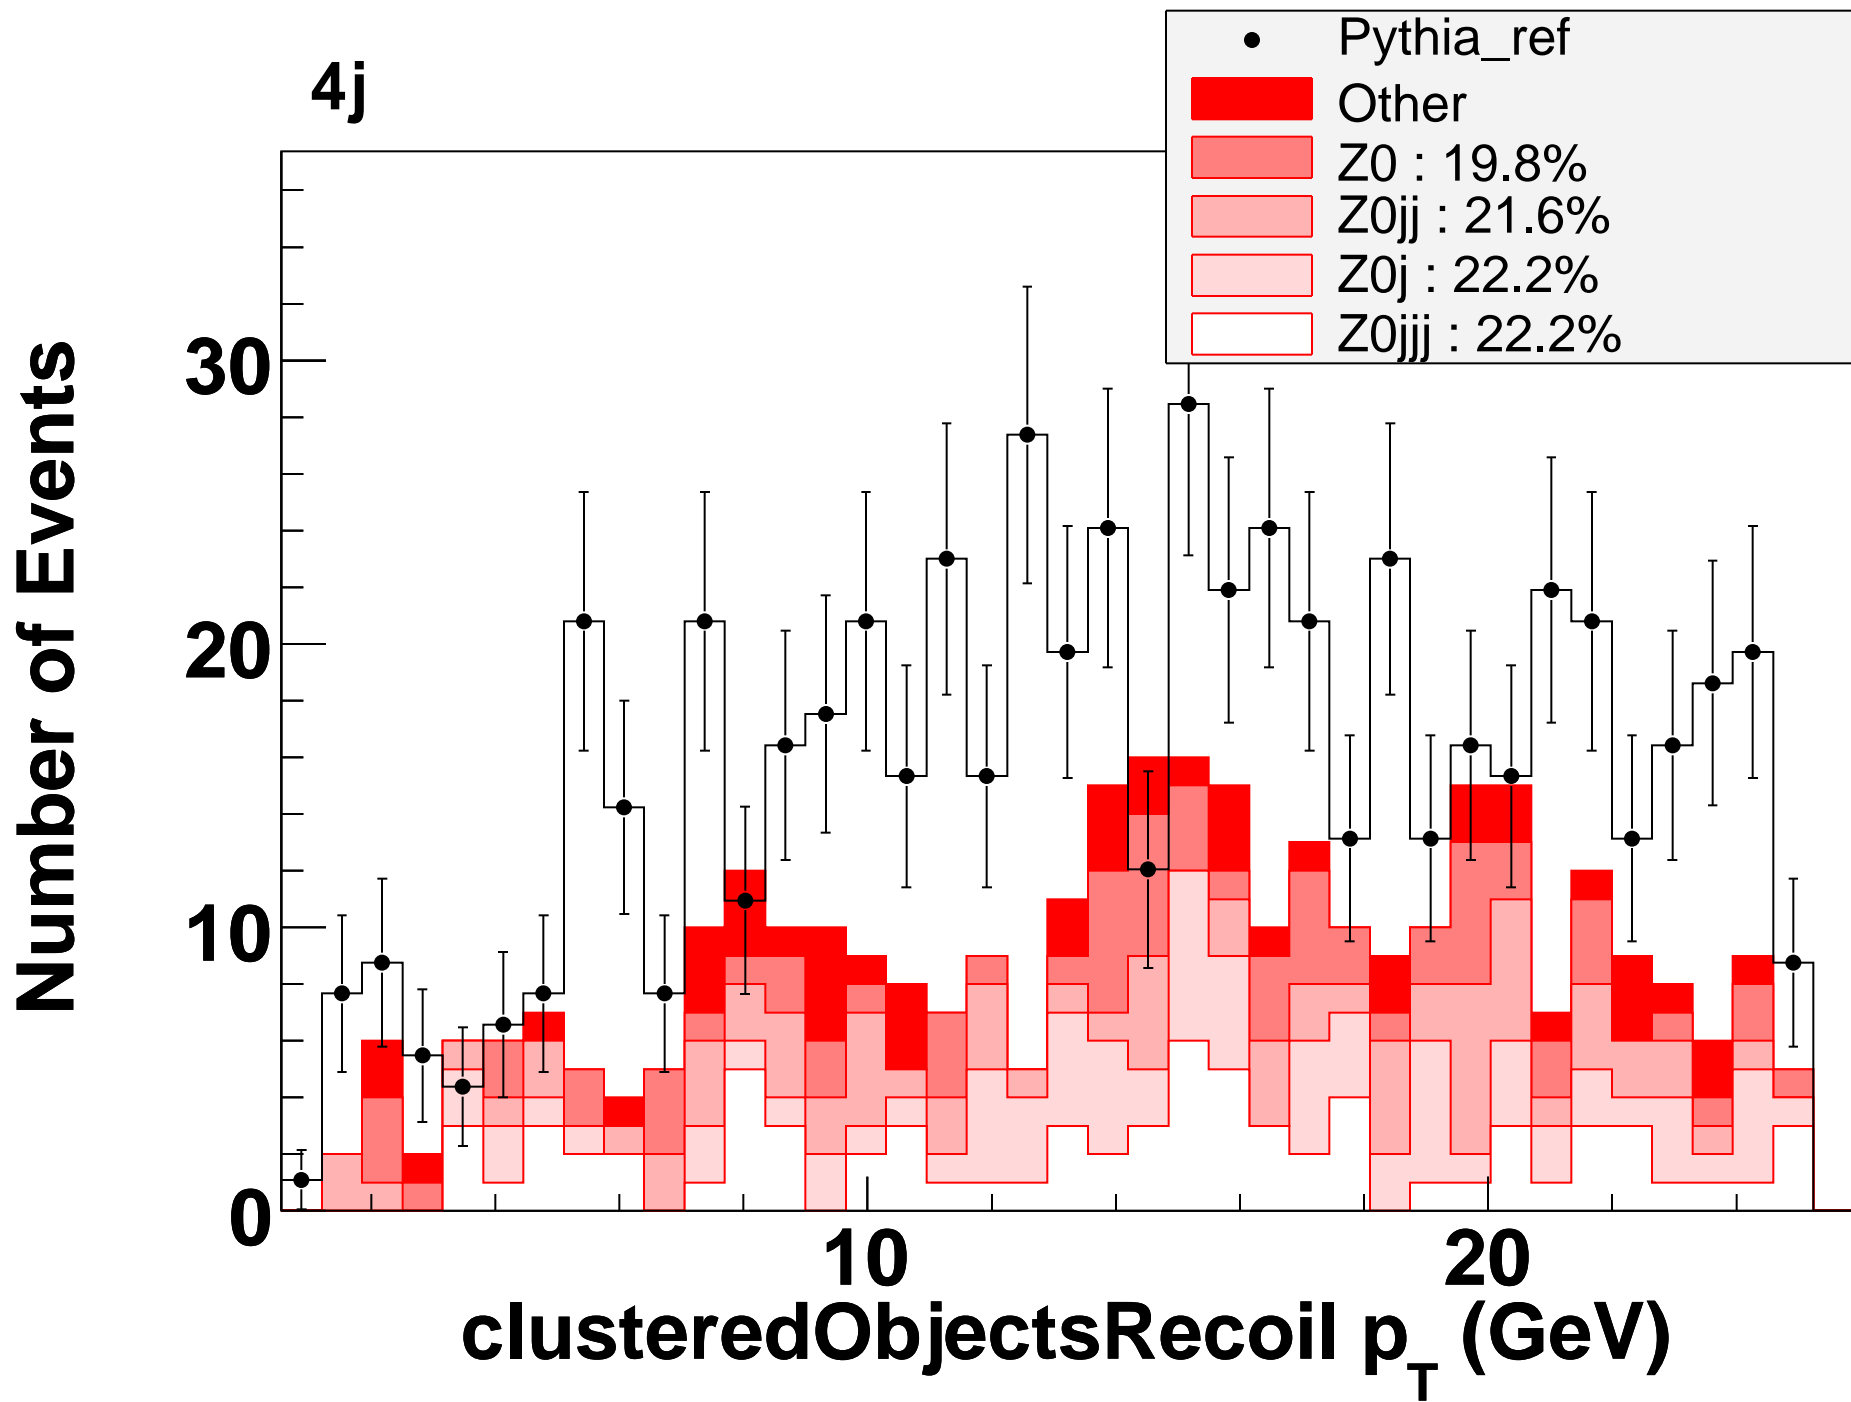 4j
Pythia_ref
Other
Z0 : 19.8%
Z0jj : 21.6%
Z0j : 22.2%
Z0jjj : 22.2%
Number of Events
30
20
10
0
10 20
clusteredObjectsRecoil p_T (GeV)